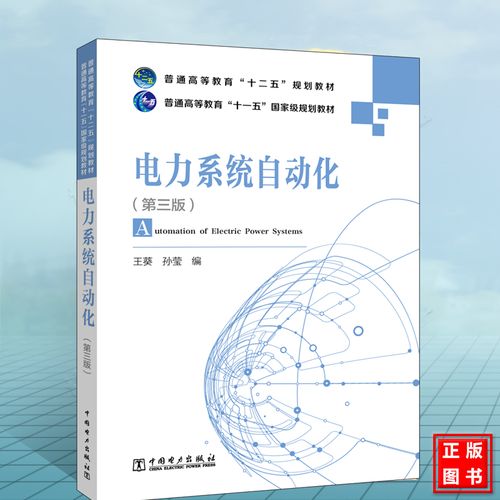 普通高等教育“十二五”规划教材
普通高等教育“十一五”国家级规划教材
电力系统自动化
（第三版）
Automation of Electric Power Systems
王葵 孙莹 编
中国电力出版社
CHINA ELECTRIC POWER PRESS
普通高等教育“十二五”规划教材
普通高等教育“十一五”国家级规划教材
电力系统自动化
（第三版）
中国电力出版社
正版
图书